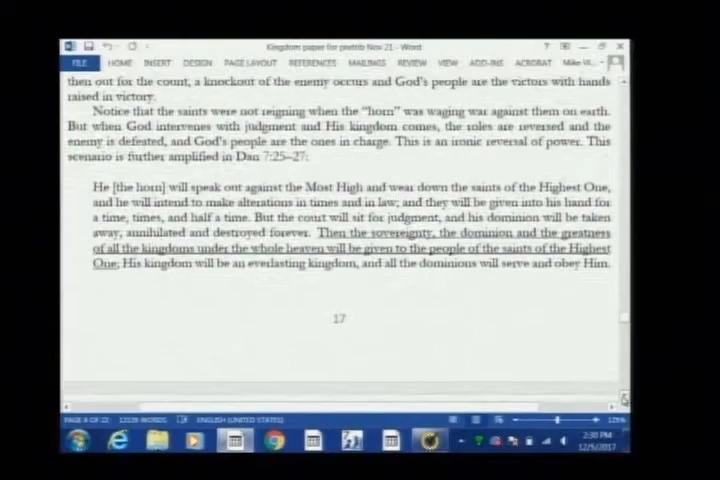 Kingdom paper for pretrib Nov 21 - Word
FILE HOME INSERT DESIGN PAGE LAYOUT REFERENCES MAILINGS REVIEW VIEW ADD-INS ACROBAT Mike Vl...
then out for the count, a knockout of the enemy occurs and God's people are the victors with hands
raised in victory.
Notice that the saints were not reigning when the "horn" was waging war against them on earth.
But when God intervenes with judgment and His kingdom comes, the roles are reversed and the
enemy is defeated, and God's people are the ones in charge. This is an ironic reversal of power. This
scenario is further amplified in Dan 7:25–27:
He [the horn] will speak out against the Most High and wear down the saints of the Highest One,
and he will intend to make alterations in times and in law; and they will be given into his hand for
a time, times, and half a time. But the court will sit for judgment, and his dominion will be taken
away, annihilated and destroyed forever. Then the sovereignty, the dominion and the greatness
of all the kingdoms under the whole heaven will be given to the people of the saints of the Highest
One; His kingdom will be an everlasting kingdom, and all the dominions will serve and obey Him.
17
ENGLISH (UNITED STATES)
2:30 PM
12/5/2017